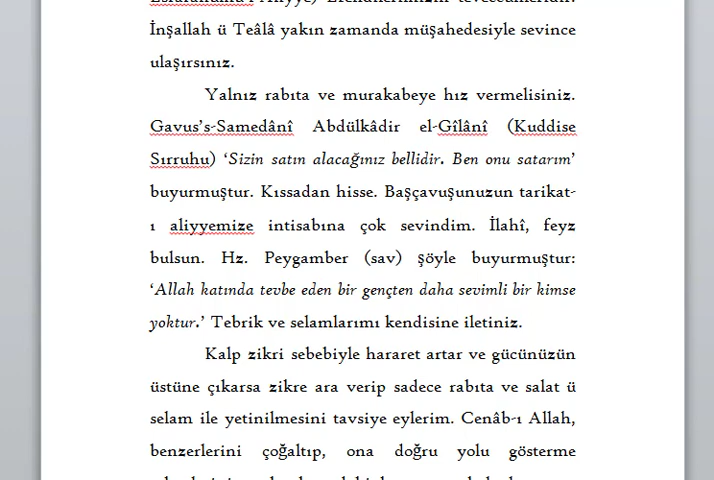 İnşallah ü Teâlâ yakın zamanda müşahedesiyle sevince
ulaşırsınız.
Yalnız rabıta ve murakabeye hız vermelisiniz.
Gavus's-Samedânî Abdülkâdir el-Gîlânî (Kuddise
Sırruhu) ‘Sizin satın alacağınız bellidir. Ben onu satarım’
buyurmuştur. Kıssadan hisse. Başçavuşunuzun tarikat-
ı aliyyemize intisabına çok sevindim. İlahî, feyz
bulsun. Hz. Peygamber (sav) şöyle buyurmuştur:
‘Allah katında tevbe eden bir gençten daha sevimli bir kimse
yoktur.’ Tebrik ve selamlarımı kendisine iletiniz.
Kalp zikri sebebiyle hararet artar ve gücünüzün
üstüne çıkarsa zikre ara verip sadece rabıta ve salat ü
selam ile yetinilmesini tavsiye eylerim. Cenâb-ı Allah,
benzerlerini çoğaltıp, ona doğru yolu gösterme